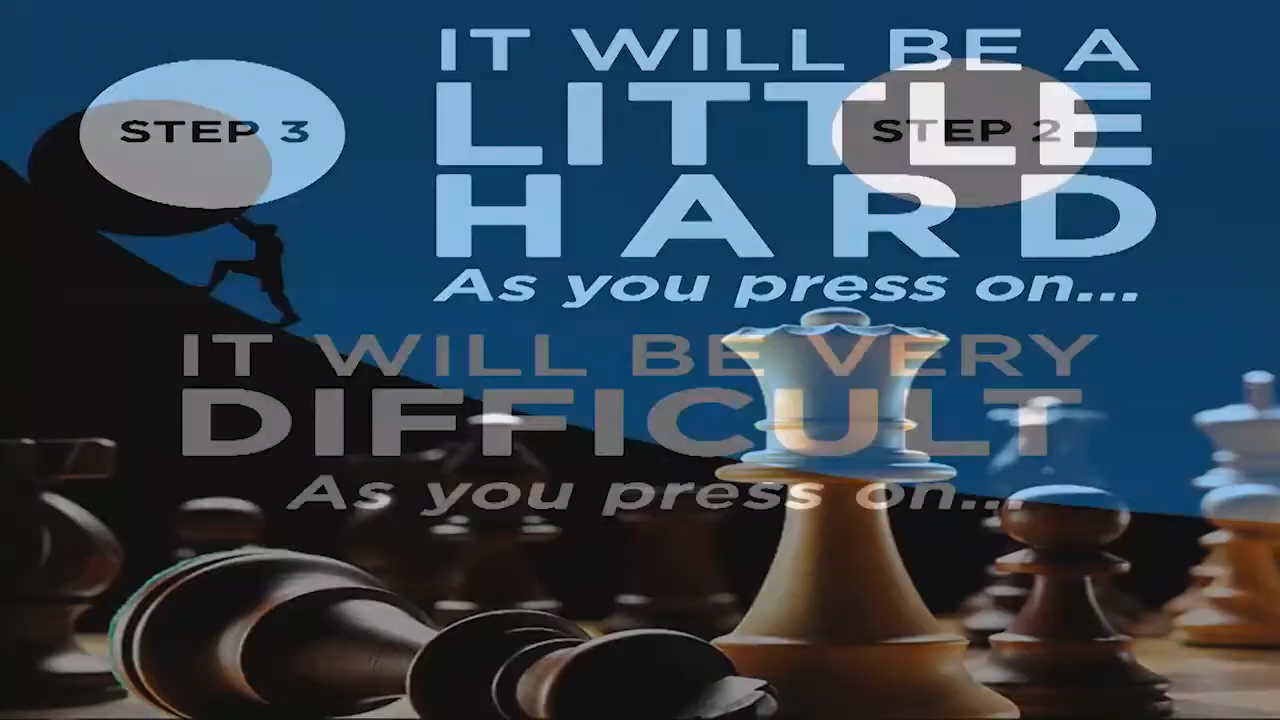 STEP 3
IT WILL BE A
LITTLE
HARD
As you press on...
STEP 2
IT WILL BE VERY
DIFFICULT
As you press on...